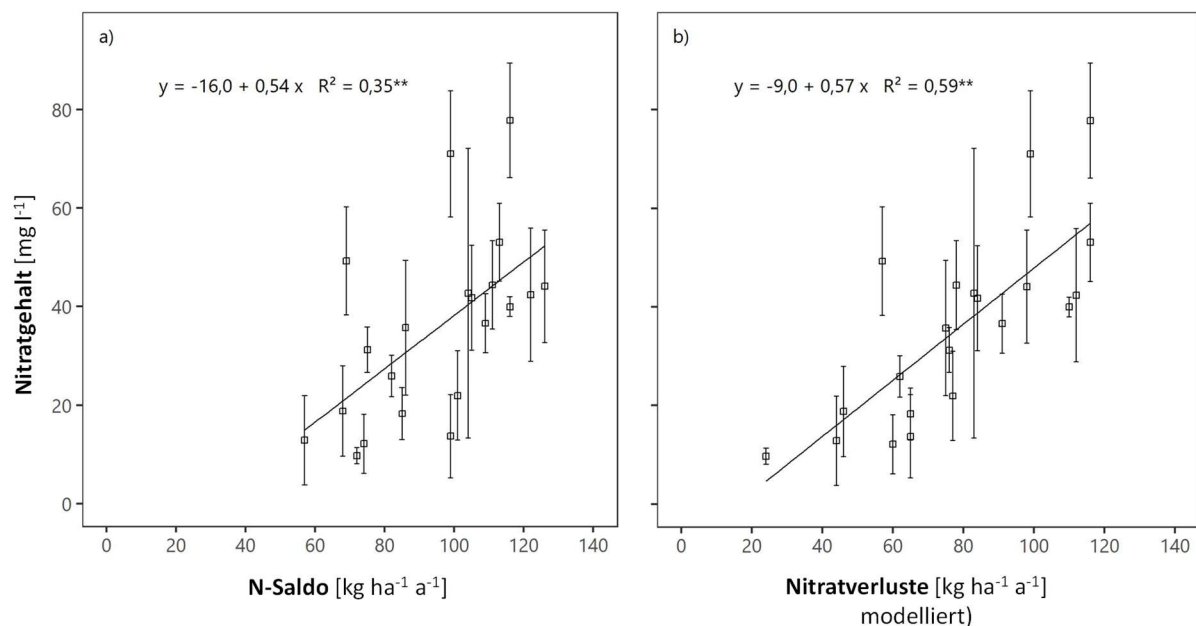 a)
y = -16,0 + 0,54 x R² = 0,35**
b)
y = -9,0 + 0,57 x R² = 0,59**
Nitratgehalt [mg l⁻¹]
80
60
40
20
0
0 20 40 60 80 100 120 140
0 20 40 60 80 100 120 140
N-Saldo [kg ha⁻¹ a⁻¹]
Nitratverluste [kg ha⁻¹ a⁻¹]
modelliert)